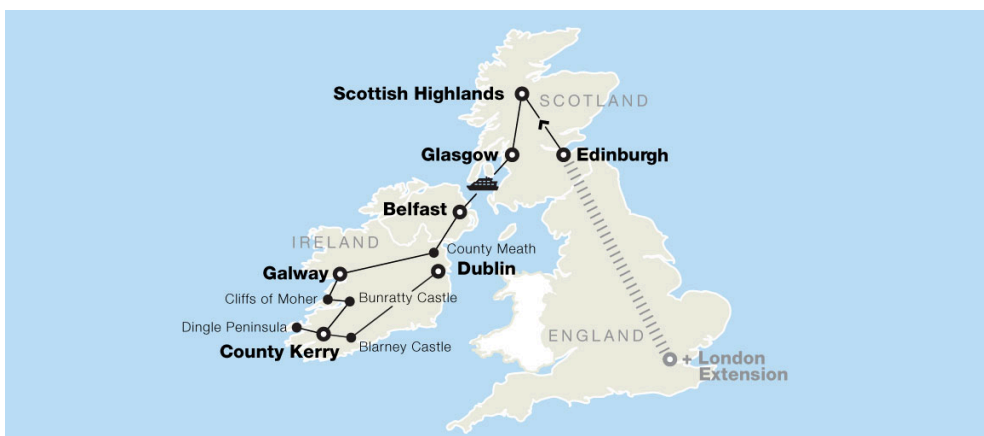 Scottish Highlands
SCOTLAND
Glasgow
Edinburgh
Belfast
IRELAND
County Meath
Galway
Dublin
Cliffs of Moher
Bunratty Castle
Dingle Peninsula
County Kerry
Blarney Castle
ENGLAND
+ London
Extension